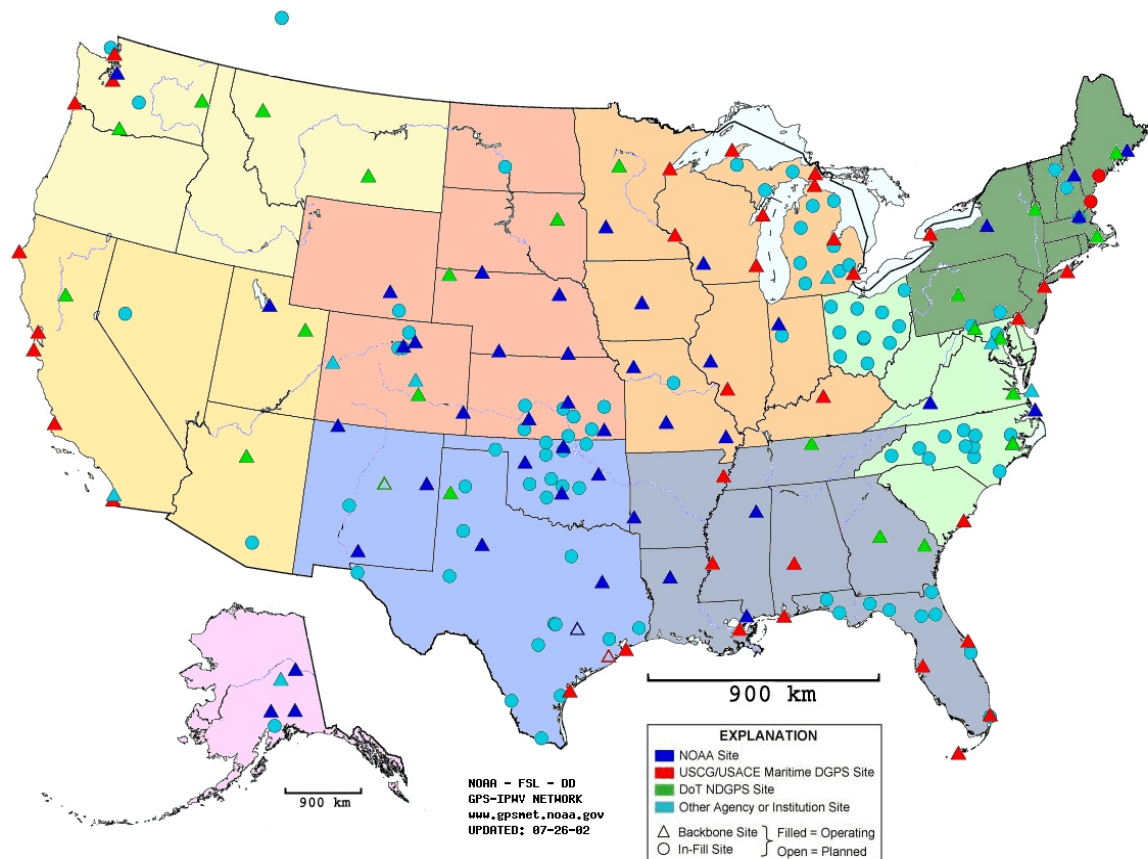 900 km
900 km
NOAA - FSL - DD
GPS-IPWV NETWORK
www.gpsmet.noaa.gov
UPDATED: 07-26-02
EXPLANATION
NOAA Site
USCG/USACE Maritime DGPS Site
DoT NDGPS Site
Other Agency or Institution Site
Backbone Site
In-Fill Site
Filled = Operating
Open = Planned